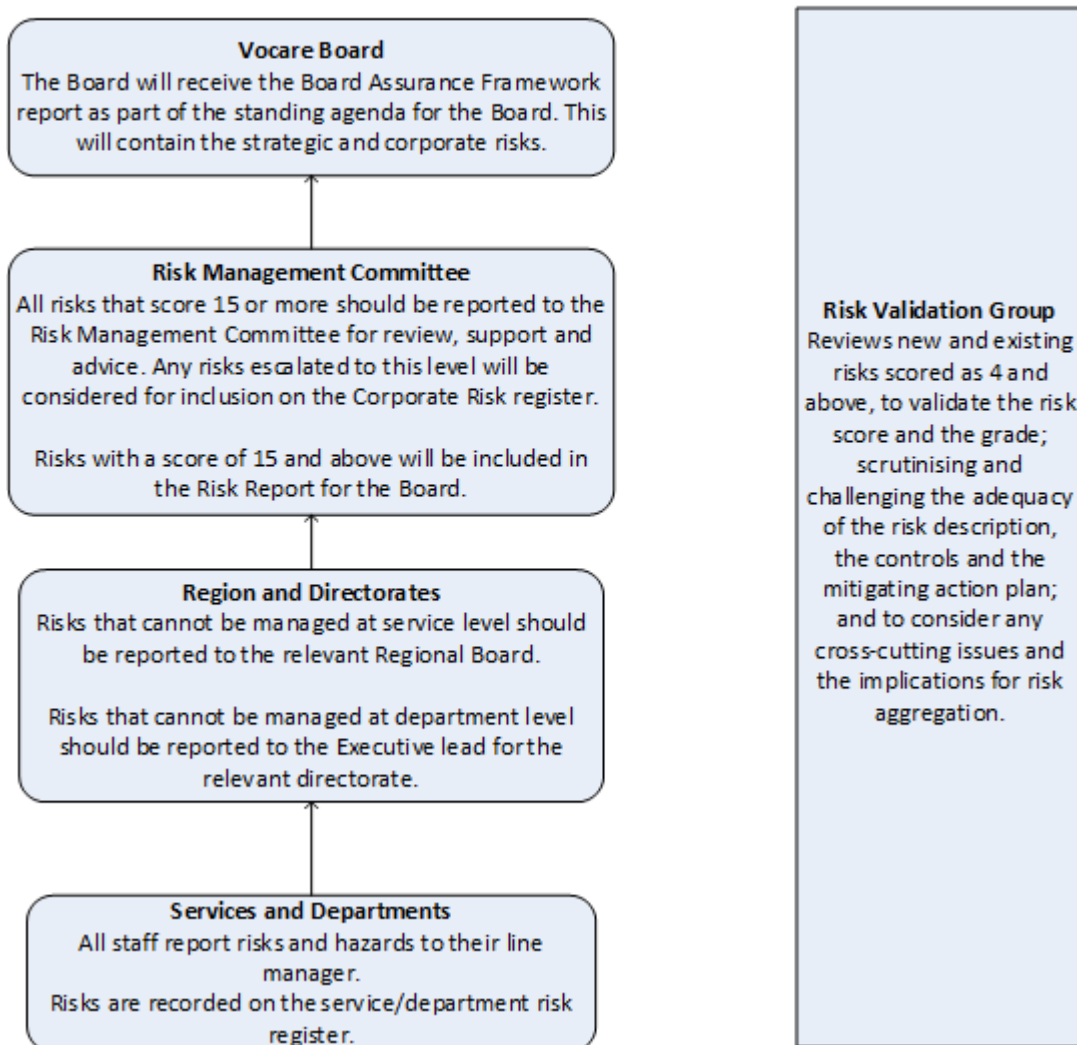 Vocare Board
The Board will receive the Board Assurance Framework
report as part of the standing agenda for the Board. This
will contain the strategic and corporate risks.
Risk Management Committee
All risks that score 15 or more should be reported to the
Risk Management Committee for review, support and
advice. Any risks escalated to this level will be
considered for inclusion on the Corporate Risk register.
Risks with a score of 15 and above will be included in
the Risk Report for the Board.
Region and Directorates
Risks that cannot be managed at service level should
be reported to the relevant Regional Board.
Risks that cannot be managed at department level
should be reported to the Executive lead for the
relevant directorate.
Services and Departments
All staff report risks and hazards to their line
manager.
Risks are recorded on the service/department risk
register.
Risk Validation Group
Reviews new and existing
risks scored as 4 and
above, to validate the risk
score and the grade;
scrutinising and
challenging the adequacy
of the risk description,
the controls and the
mitigating action plan;
and to consider any
cross-cutting issues and
the implications for risk
aggregation.